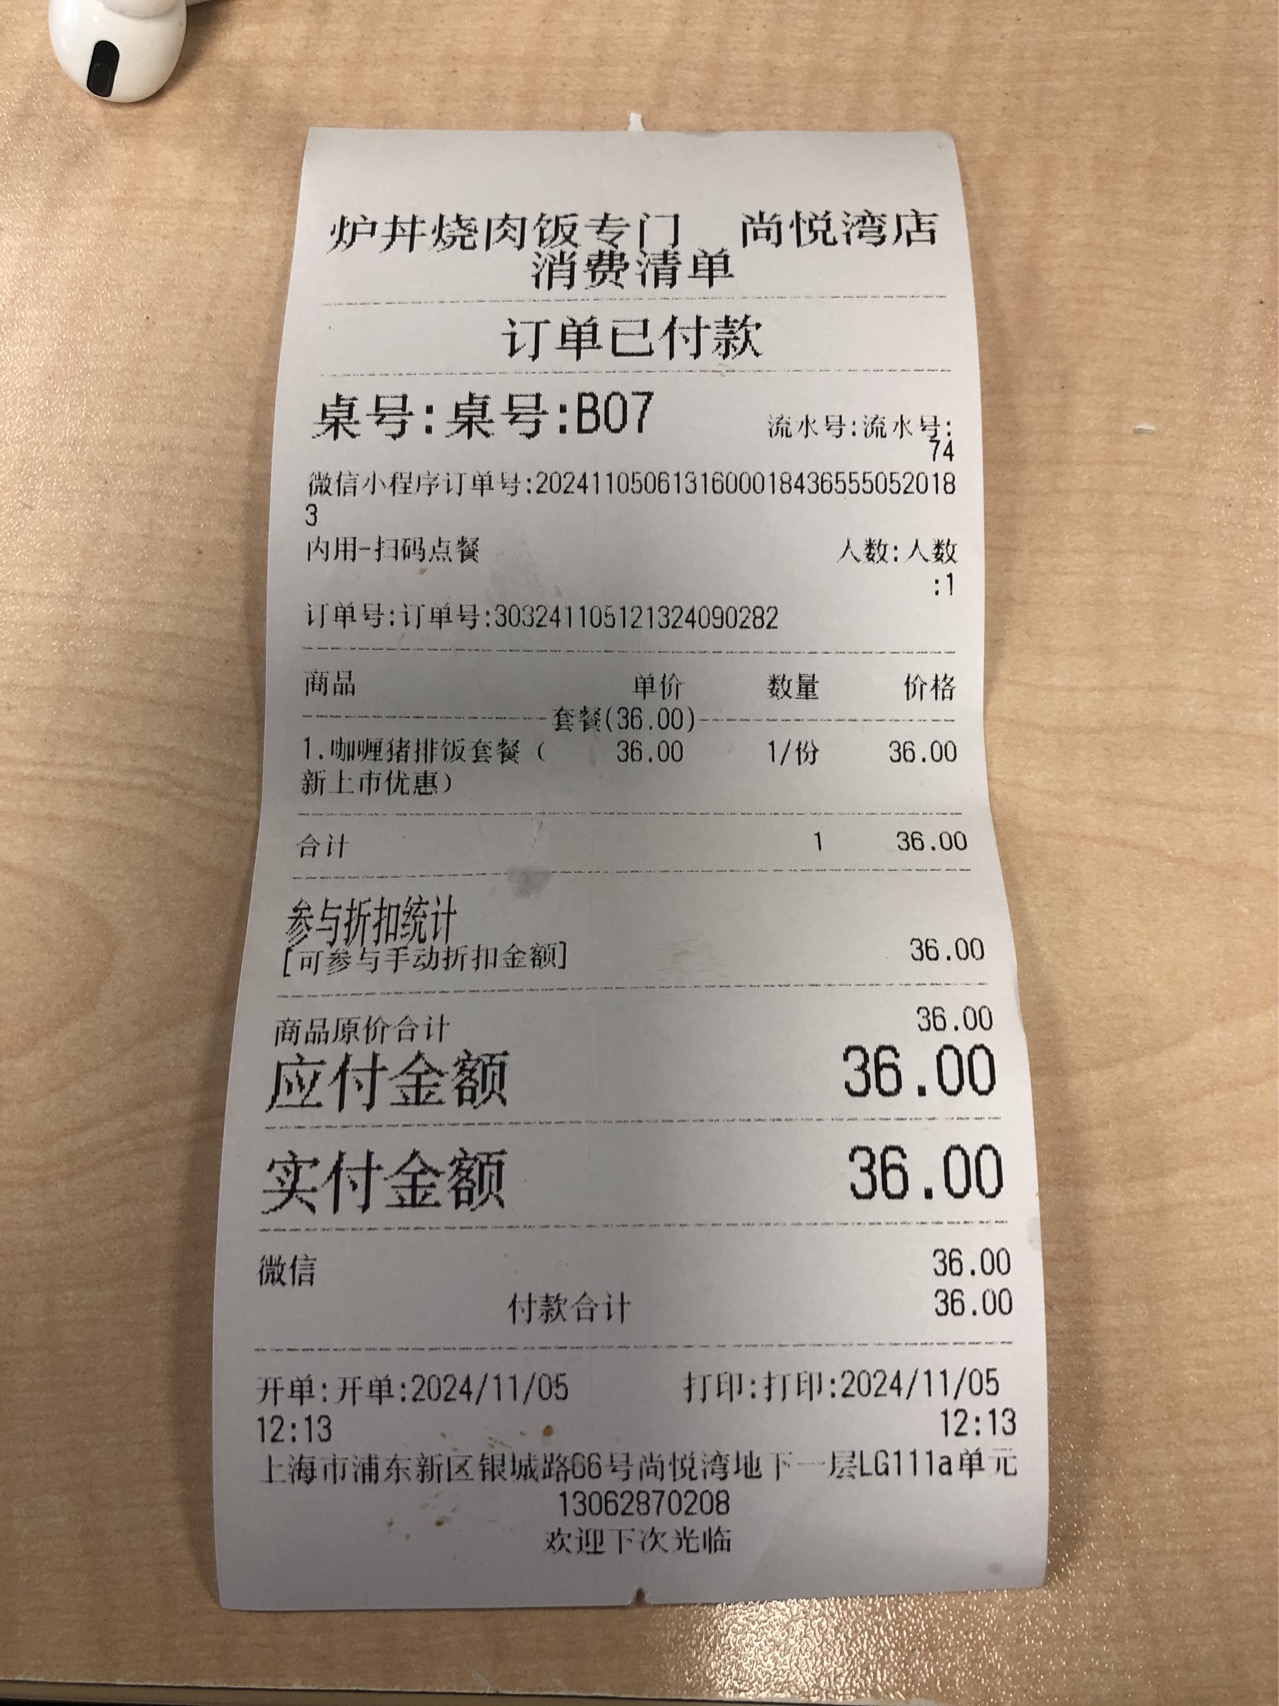 炉丼烧肉饭专门 尚悦湾店
消费清单
订单已付款
桌号:桌号:B07 流水号:流水号:
74
微信小程序订单号:202411050613160001843655505 2018
3
内用-扫码点餐 人数:人数
:1
订单号:订单号:303241105121324090282
商品 单价 数量 价格
套餐(36.00)
1.咖喱猪排饭套餐( 36.00 1/份 36.00
新上市优惠)
合计 1 36.00
参与折扣统计
[可参与手动折扣金额] 36.00
商品原价合计 36.00
应付金额 36.00
实付金额 36.00
微信 36.00
付款合计 36.00
开单:开单:2024/11/05 打印:打印:2024/11/05
12:13 12:13
上海市浦东新区银城路66号尚悦湾地下一层LG111a单元
13062870208
欢迎下次光临